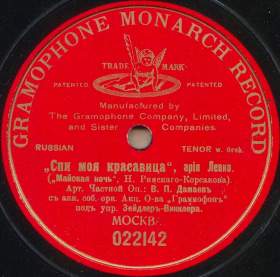 GRAMOPHONE MONARCH RECORD
TRADE MARK
PATENTED PATENTED
Manufactured by
The Gramophone Company, Limited,
and Sister Companies.
RUSSIAN TENOR w. Orch.
„Спи моя красавица“, арія Левко.
(„Майская ночь“, Н. Римскаго-Корсакова).
Арт. Частной Оп.: В. П. Дамаевъ
съ акк. соб. орк. Акц. О-ва „Граммофонъ“
подъ упр. Зейдлеръ-Винклера.
МОСКВА.
022142